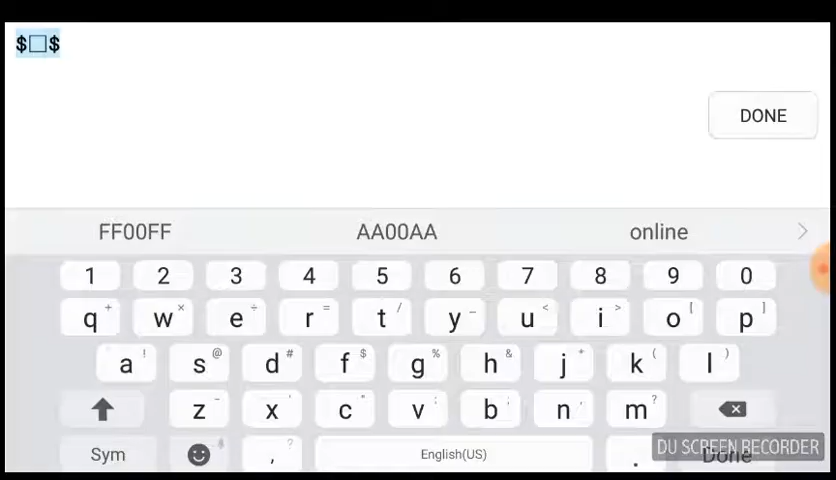 $□$
DONE
FF00FF AA00AA online >
1 2 3 4 5 6 7 8 9 0
q + w × e ÷ r = t / y _ u < i > o [ p ]
a ! s @ d # f $ g % h & j * k ( l )
z - x ' c " v : b ; n , m ?
Sym , ? English(US) . Done
DU SCREEN RECORDER